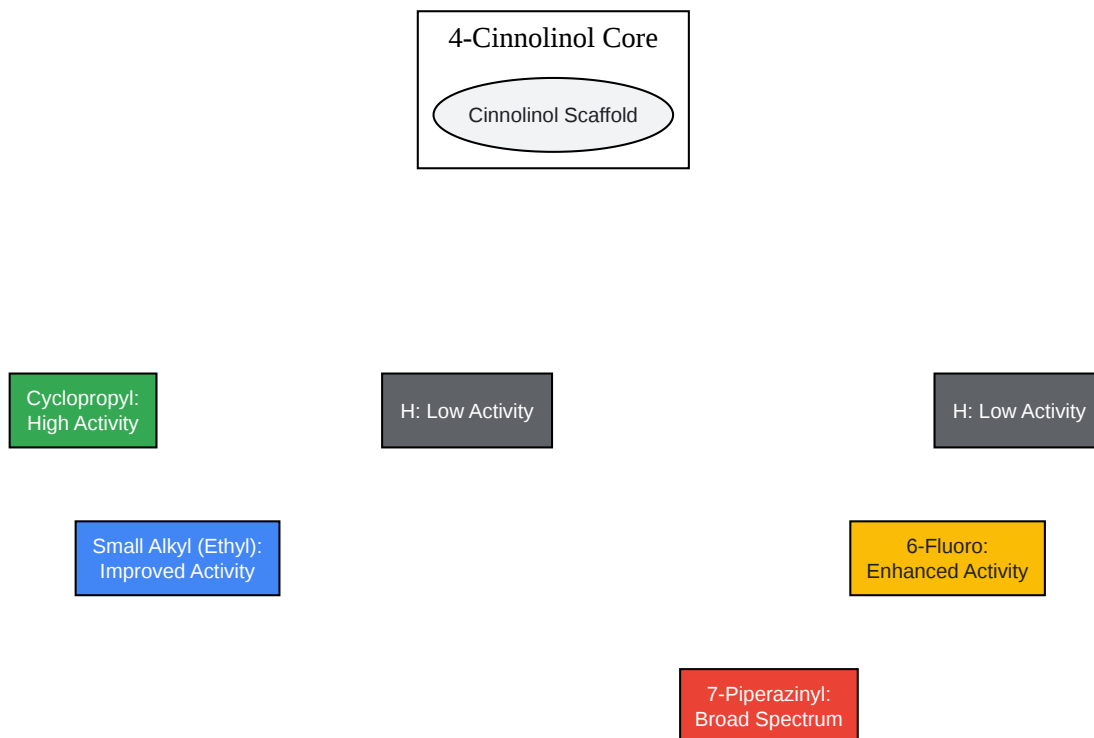 4-Cinnolinol Core
Cinnolinol Scaffold
Cyclopropyl:
High Activity
H: Low Activity
H: Low Activity
Small Alkyl (Ethyl):
Improved Activity
6-Fluoro:
Enhanced Activity
7-Piperazinyl:
Broad Spectrum